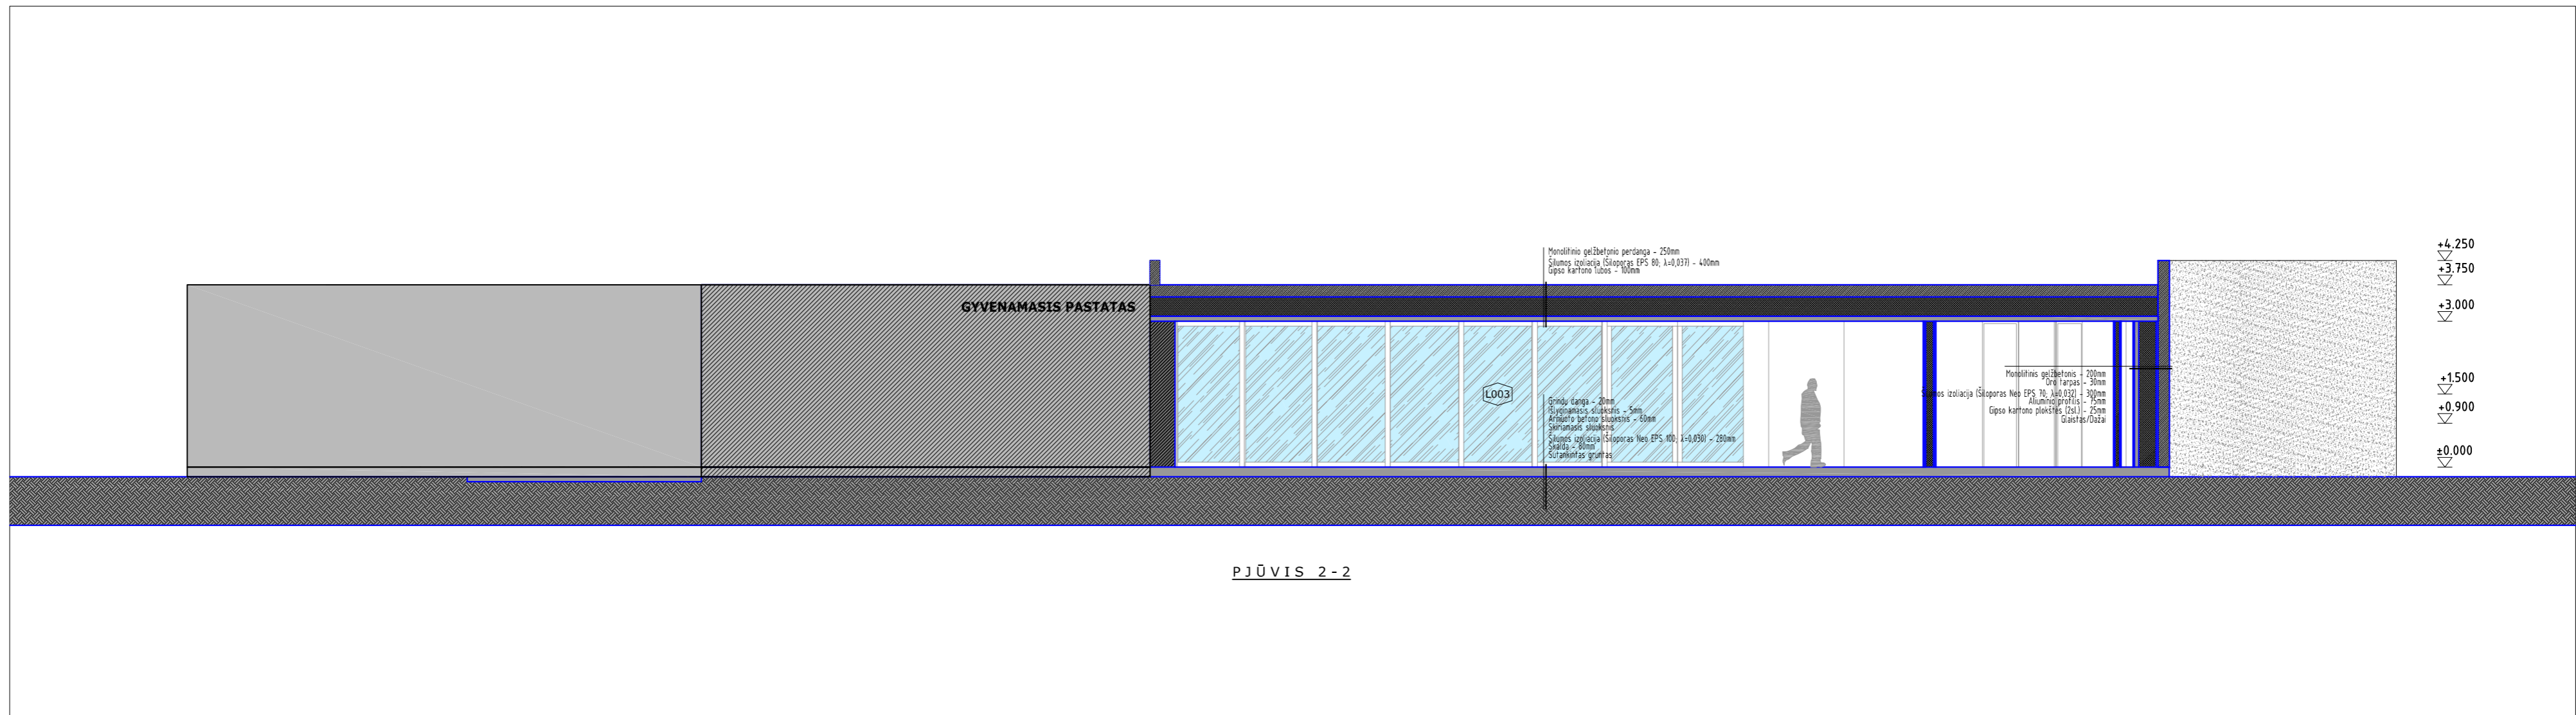 Monolitinio gelžbetonio perdanga - 250mm
Šilumos izoliacija (Šiloporas EPS 80; λ=0,037) - 400mm
Gipso kartono lubos - 100mm
+4.250
+3.750
+3.000
+1.500
+0.900
±0.000
GYVENAMASIS PASTATAS
L003
Grindų danga - 20mm
Išlyginamasis sluoksnis - 5mm
Armuoto betono sluoksnis - 60mm
Skiriamasis sluoksnis
Šilumos izoliacija (Šiloporas Neo EPS 100; λ=0,030) - 280mm
Skalda - 80mm
Sutankintas gruntas
Monolitinis gelžbetonis - 200mm
Oro tarpas - 30mm
Šilumos izoliacija (Šiloporas Neo EPS 70; λ=0,032) - 300mm
Aliuminio profilis - 75mm
Gipso kartono plokštės (2sl.) - 25mm
Glaistas/Dažai
PJŪVIS 2-2